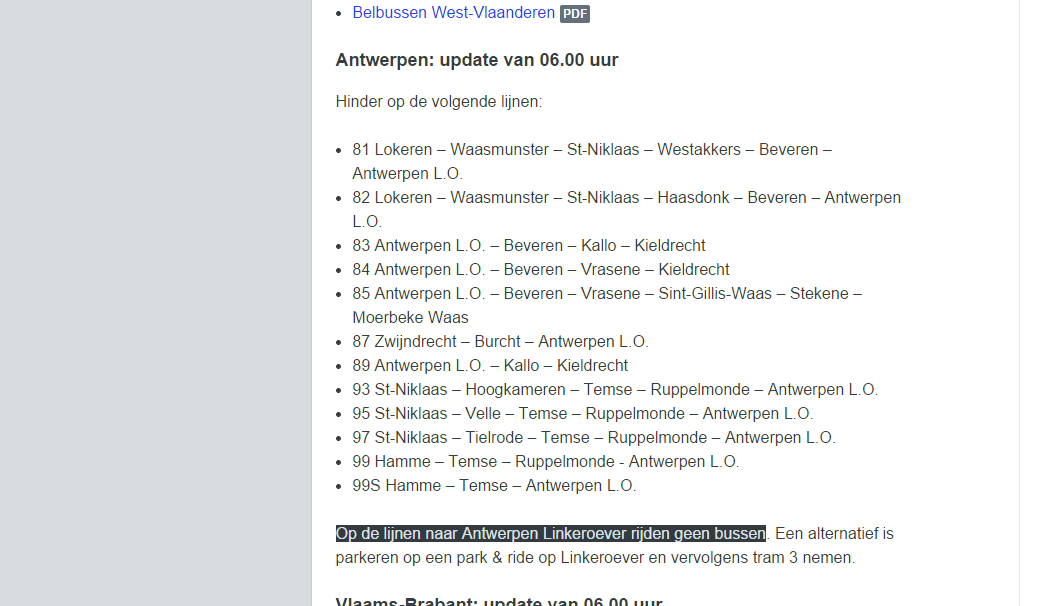 • Belbussen West-Vlaanderen PDF
Antwerpen: update van 06.00 uur
Hinder op de volgende lijnen:
• 81 Lokeren – Waasmunster – St-Niklaas – Westakkers – Beveren –
Antwerpen L.O.
• 82 Lokeren – Waasmunster – St-Niklaas – Haasdonk – Beveren – Antwerpen
L.O.
• 83 Antwerpen L.O. – Beveren – Kallo – Kieldrecht
• 84 Antwerpen L.O. – Beveren – Vrasene – Kieldrecht
• 85 Antwerpen L.O. – Beveren – Vrasene – Sint-Gillis-Waas – Stekene –
Moerbeke Waas
• 87 Zwijndrecht – Burcht – Antwerpen L.O.
• 89 Antwerpen L.O. – Kallo – Kieldrecht
• 93 St-Niklaas – Hoogkameren – Temse – Ruppelmonde – Antwerpen L.O.
• 95 St-Niklaas – Velle – Temse – Ruppelmonde – Antwerpen L.O.
• 97 St-Niklaas – Tielrode – Temse – Ruppelmonde – Antwerpen L.O.
• 99 Hamme – Temse – Ruppelmonde - Antwerpen L.O.
• 99S Hamme – Temse – Antwerpen L.O.
Op de lijnen naar Antwerpen Linkeroever rijden geen bussen. Een alternatief is
parkeren op een park & ride op Linkeroever en vervolgens tram 3 nemen.
Vlaams-Brabant: update van 06.00 uur